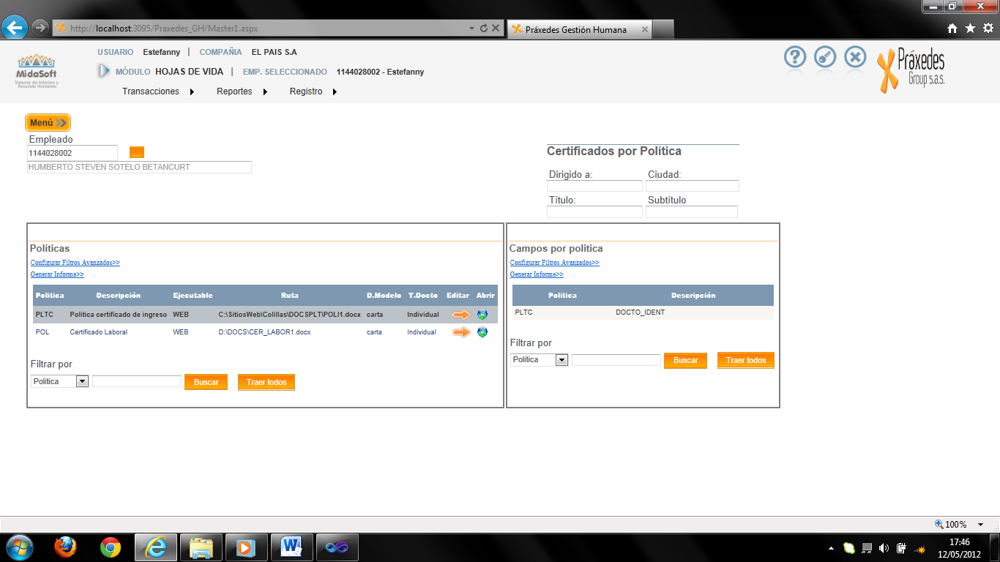 http://localhost:3095/Praxedes_GH/Master1.aspx
Práxedes Gestión Humana
MidaSoft
Sistema de Nómina y
Recursos Humanos
USUARIO Estefanny | COMPAÑIA EL PAIS S.A
MÓDULO HOJAS DE VIDA | EMP. SELECCIONADO 1144028002 - Estefanny
Transacciones Reportes Registro
Práxedes
Group s.a.s.
Menú >>
Empleado
1144028002
...
HUMBERTO STEVEN SOTELO BETANCURT
Certificados por Política
Dirigido a: Ciudad:
Título: Subtítulo
Políticas
Configurar Filtros Avanzados>>
Generar Informe>>
Politica Descripción Ejecutable Ruta D.Modelo T.Docto Editar Abrir
PLTC Politica certificado de ingreso WEB C:\SitiosWeb\Colillas\DOCSPLT\POLI1.docx carta Individual
POL Certificado Laboral WEB D:\DOCS\CER_LABOR1.docx carta Individual
Filtrar por
Politica Buscar Traer todos
Campos por politica
Configurar Filtros Avanzados>>
Generar Informe>>
Politica Descripción
PLTC DOCTO_IDENT
Filtrar por
Politica Buscar Traer todos
100%
17:46
12/05/2012